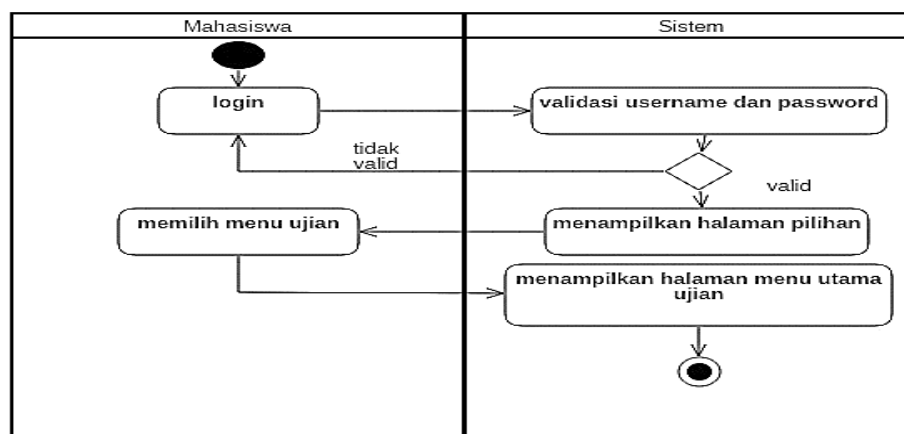 Mahasiswa
Sistem
login
validasi username dan password
tidak
valid
valid
memilih menu ujian
menampilkan halaman pilihan
menampilkan halaman menu utama
ujian